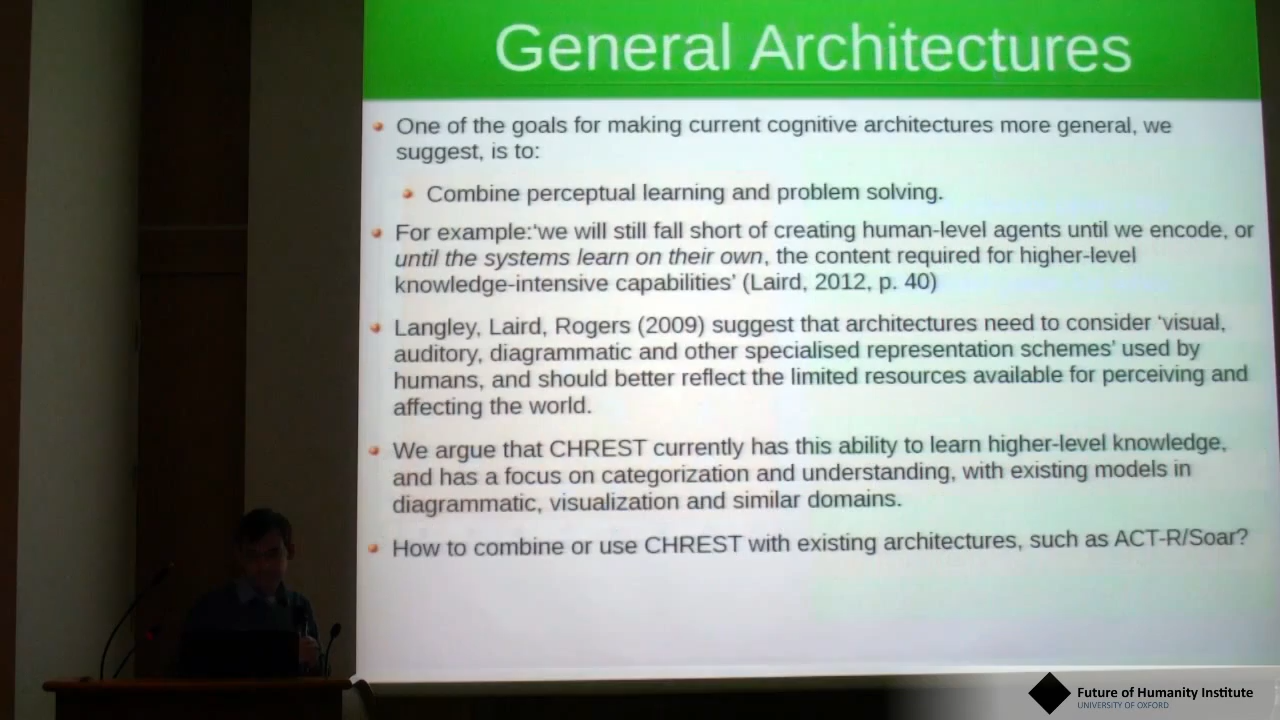 General Architectures
One of the goals for making current cognitive architectures more general, we
suggest, is to:
Combine perceptual learning and problem solving.
For example:‘we will still fall short of creating human-level agents until we encode, or
until the systems learn on their own, the content required for higher-level
knowledge-intensive capabilities’ (Laird, 2012, p. 40)
Langley, Laird, Rogers (2009) suggest that architectures need to consider ‘visual,
auditory, diagrammatic and other specialised representation schemes’ used by
humans, and should better reflect the limited resources available for perceiving and
affecting the world.
We argue that CHREST currently has this ability to learn higher-level knowledge,
and has a focus on categorization and understanding, with existing models in
diagrammatic, visualization and similar domains.
How to combine or use CHREST with existing architectures, such as ACT-R/Soar?
Future of Humanity Institute
UNIVERSITY OF OXFORD